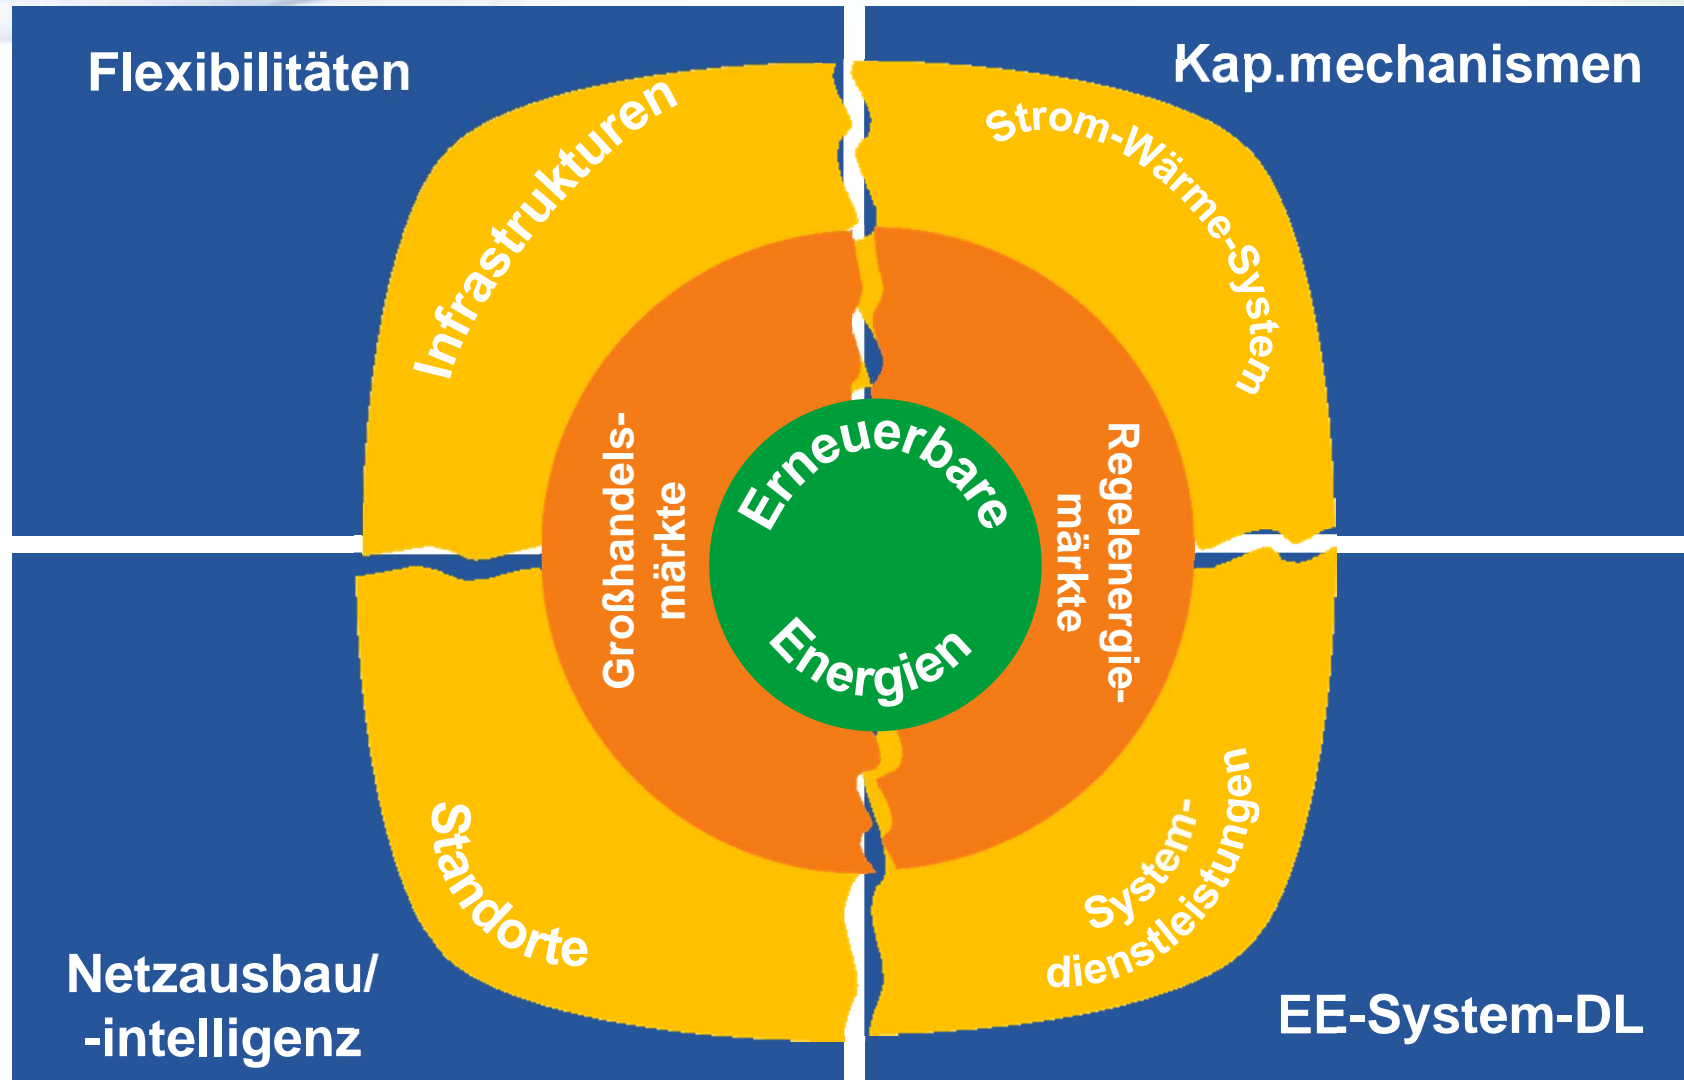 Flexibilitäten
Kap.mechanismen
Infrastrukturen
Strom-Wärme-System
Großhandels-
märkte
Erneuerbare
Energien
Regelenergie-
märkte
Standorte
System-
dienstleistungen
Netzausbau/
-intelligenz
EE-System-DL